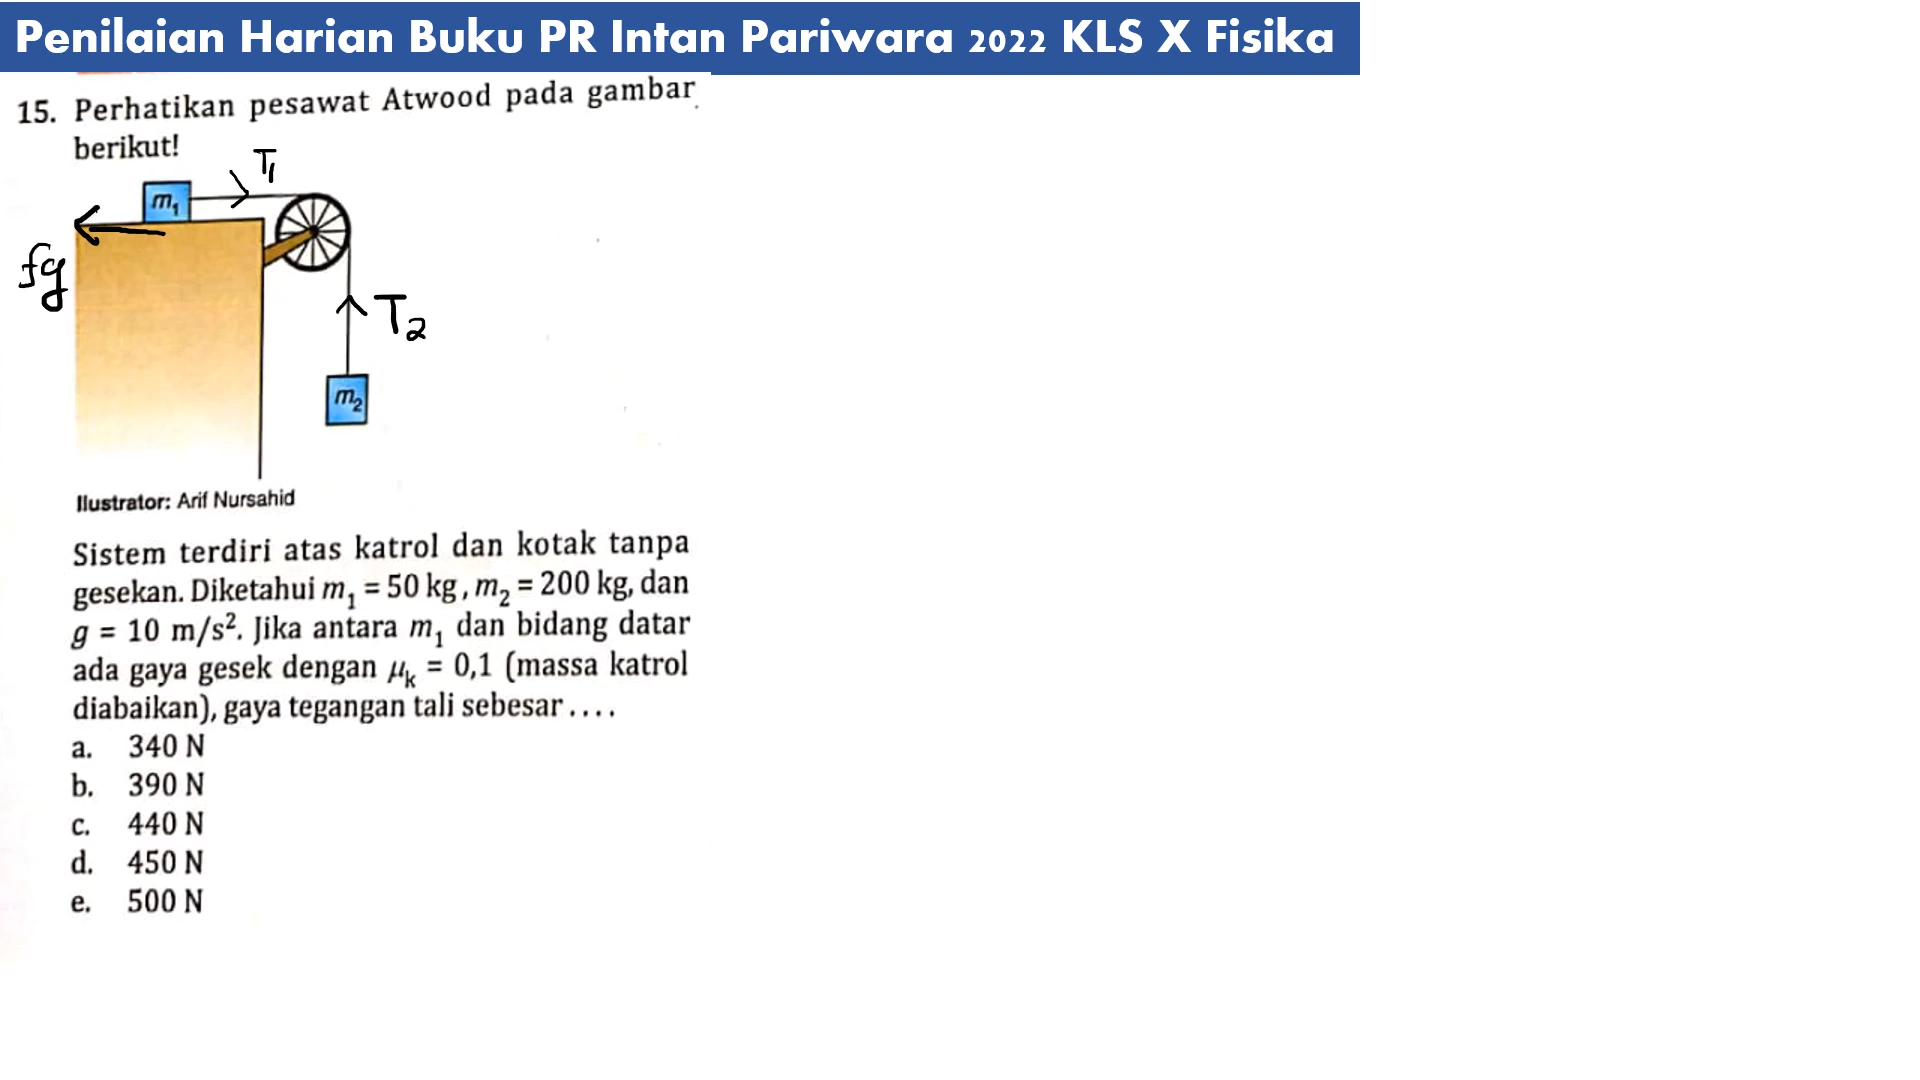 Penilaian Harian Buku PR Intan Pariwara 2022 KLS X Fisika
15. Perhatikan pesawat Atwood pada gambar
berikut!
T₁
m₁
fg
T₂
m₂
Ilustrator: Arif Nursahid
Sistem terdiri atas katrol dan kotak tanpa
gesekan. Diketahui m₁ = 50 kg, m₂ = 200 kg, dan
g = 10 m/s². Jika antara m₁ dan bidang datar
ada gaya gesek dengan μₖ = 0,1 (massa katrol
diabaikan), gaya tegangan tali sebesar . . . .
a. 340 N
b. 390 N
c. 440 N
d. 450 N
e. 500 N